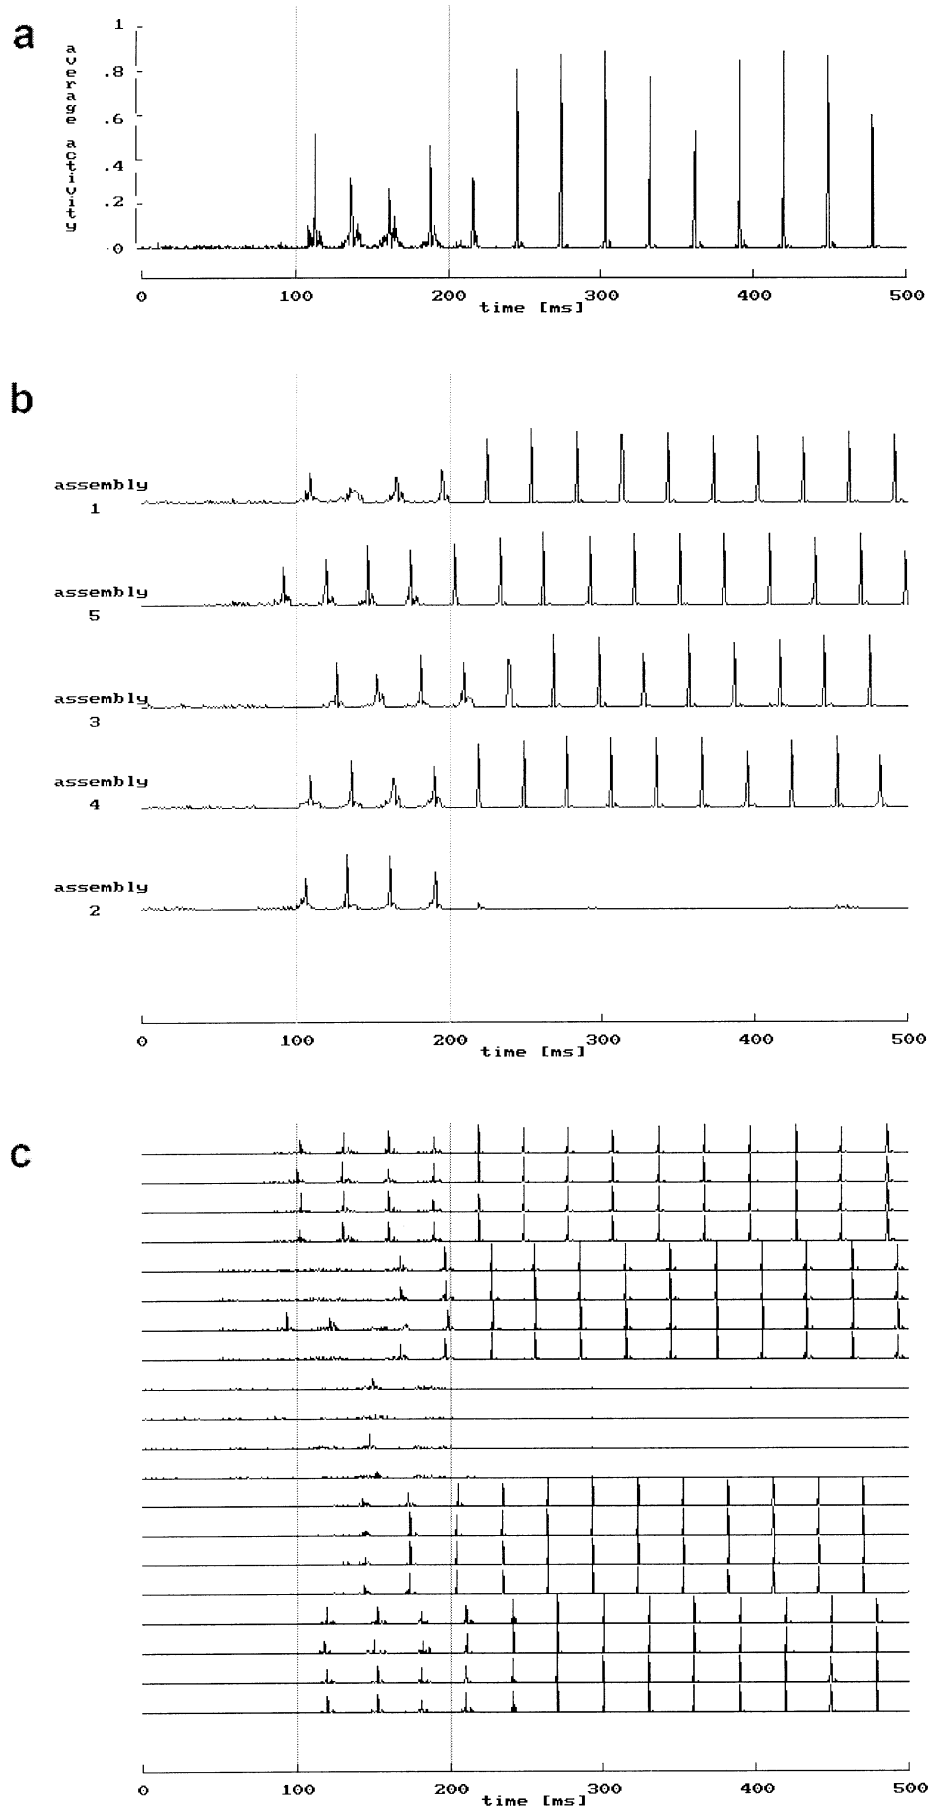 a
average activity
1
.8
.6
.4
.2
0
0 100 200 300 400 500
time [ms]
b
assembly
1
assembly
5
assembly
3
assembly
4
assembly
2
0 100 200 300 400 500
time [ms]
c
0 100 200 300 400 500
time [ms]